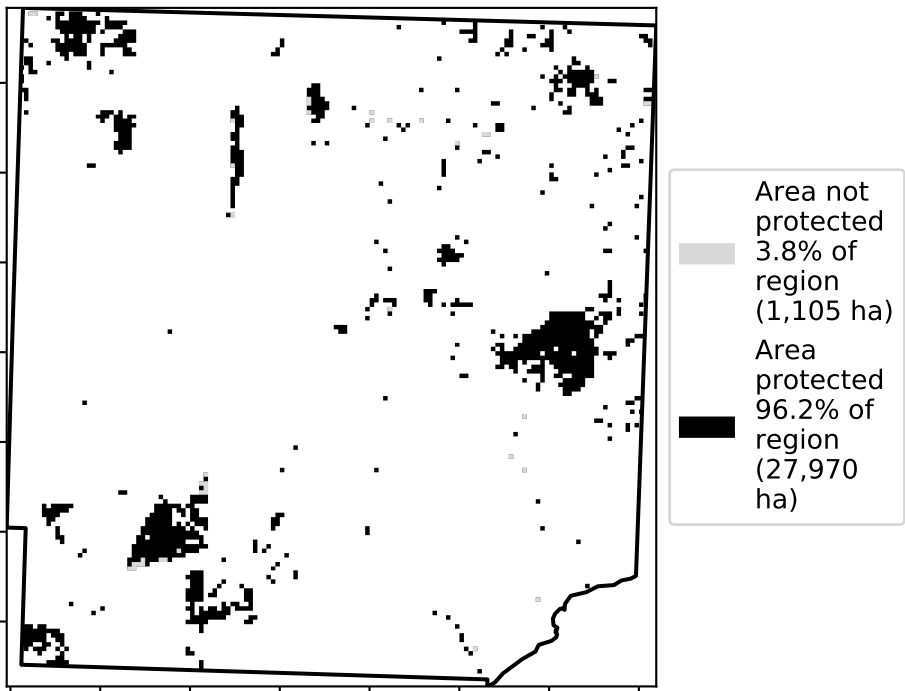 Area not
protected
3.8% of
region
(1,105 ha)
Area
protected
96.2% of
region
(27,970
ha)